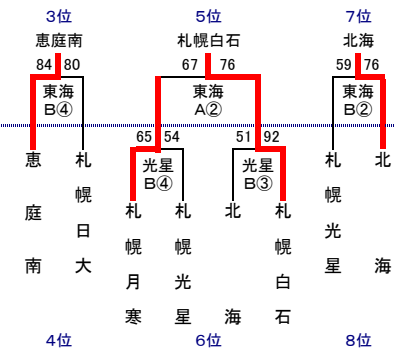 3位 5位 7位
恵庭南 札幌白石 北海
84 80 67 76 59 76
東海 東海 東海
B④ A② B②
65 54 51 92
光星 光星
B④ B③
恵庭南 札幌日大 札幌月寒 札幌光星 北海 札幌白石 札幌光星 北海
4位 6位 8位